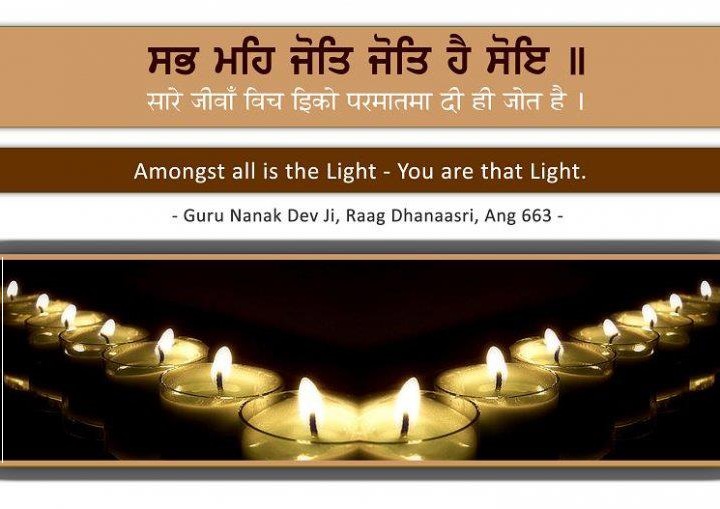 ਸਭ ਮਹਿ ਜੋਤਿ ਜੋਤਿ ਹੈ ਸੋਇ ॥
सारे जीवाँ विच इिको परमातमा दी ही जोत है ।
Amongst all is the Light - You are that Light.
- Guru Nanak Dev Ji, Raag Dhanaasri, Ang 663 -